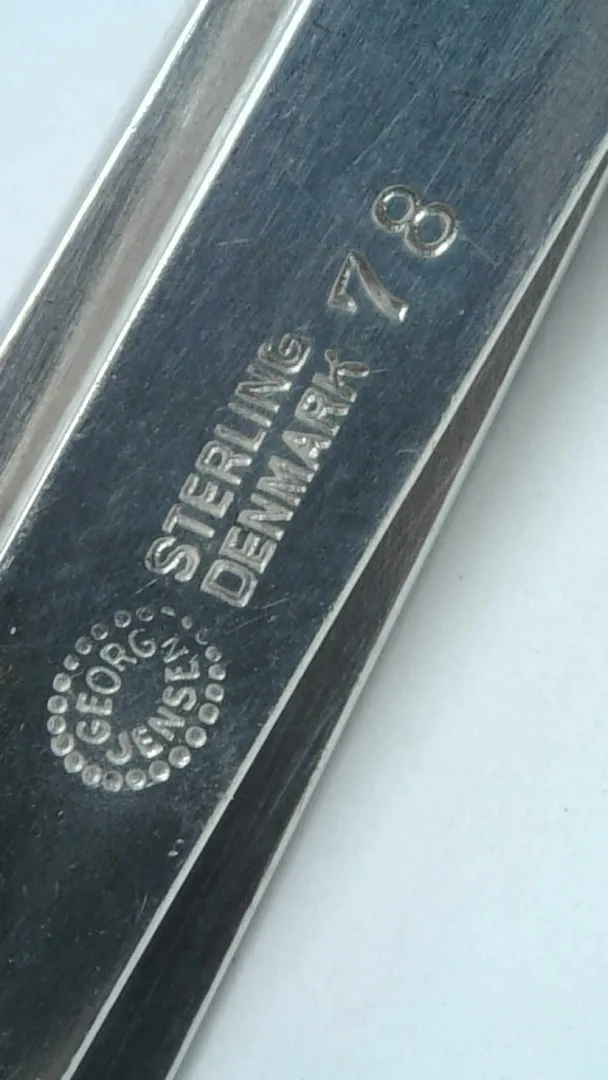 GEORG
JENSEN
STERLING
DENMARK
78